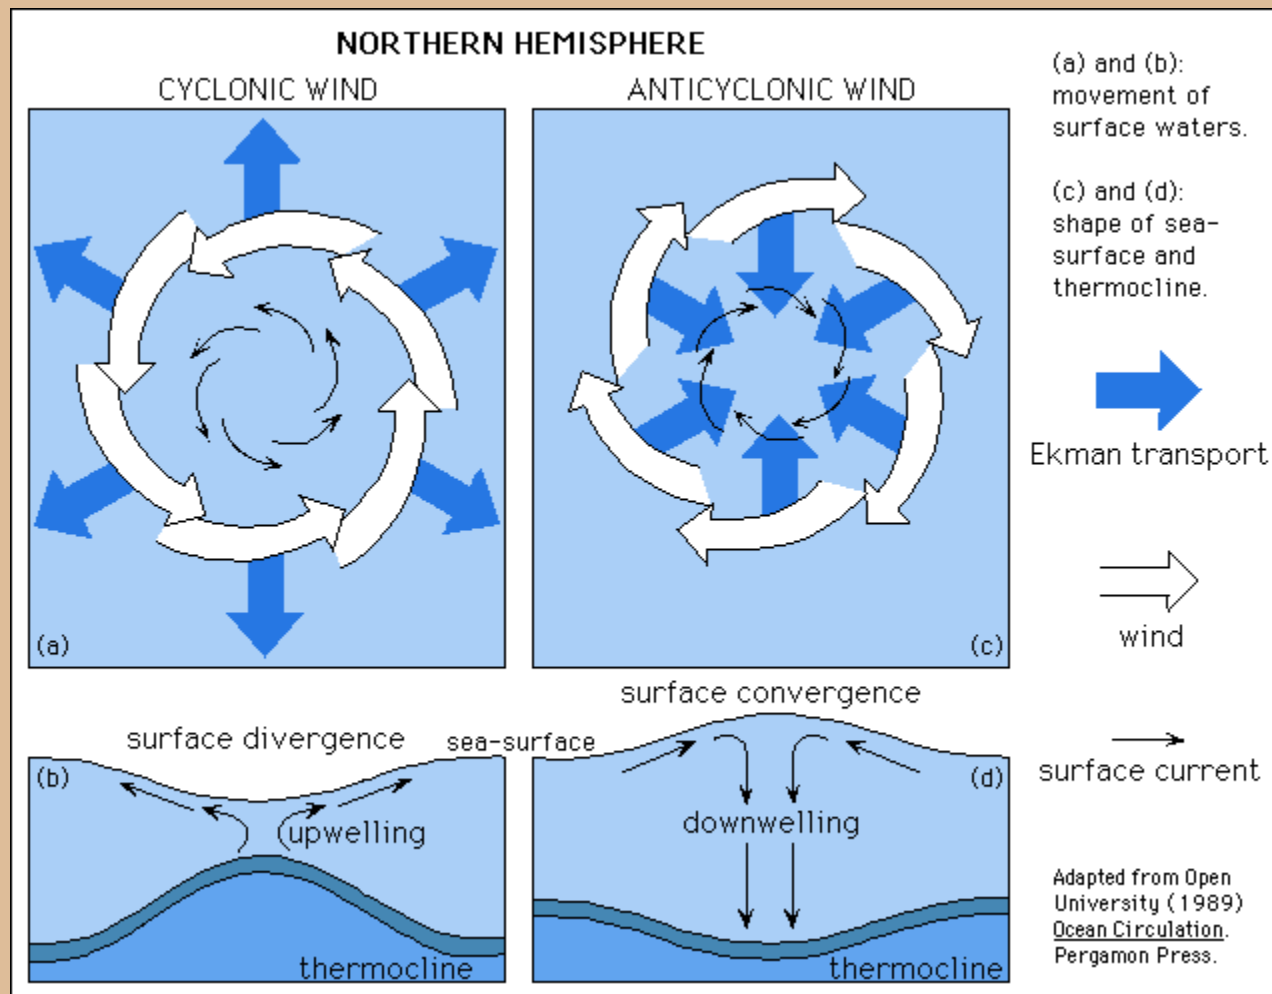 NORTHERN HEMISPHERE
CYCLONIC WIND
ANTICYCLONIC WIND
(a) and (b):
movement of
surface waters.
(c) and (d):
shape of sea-
surface and
thermocline.
Ekman transport
wind
surface current
(a)
(c)
surface divergence
sea-surface
surface convergence
(b)
upwelling
thermocline
(d)
downwelling
thermocline
Adapted from Open
University (1989)
Ocean Circulation.
Pergamon Press.